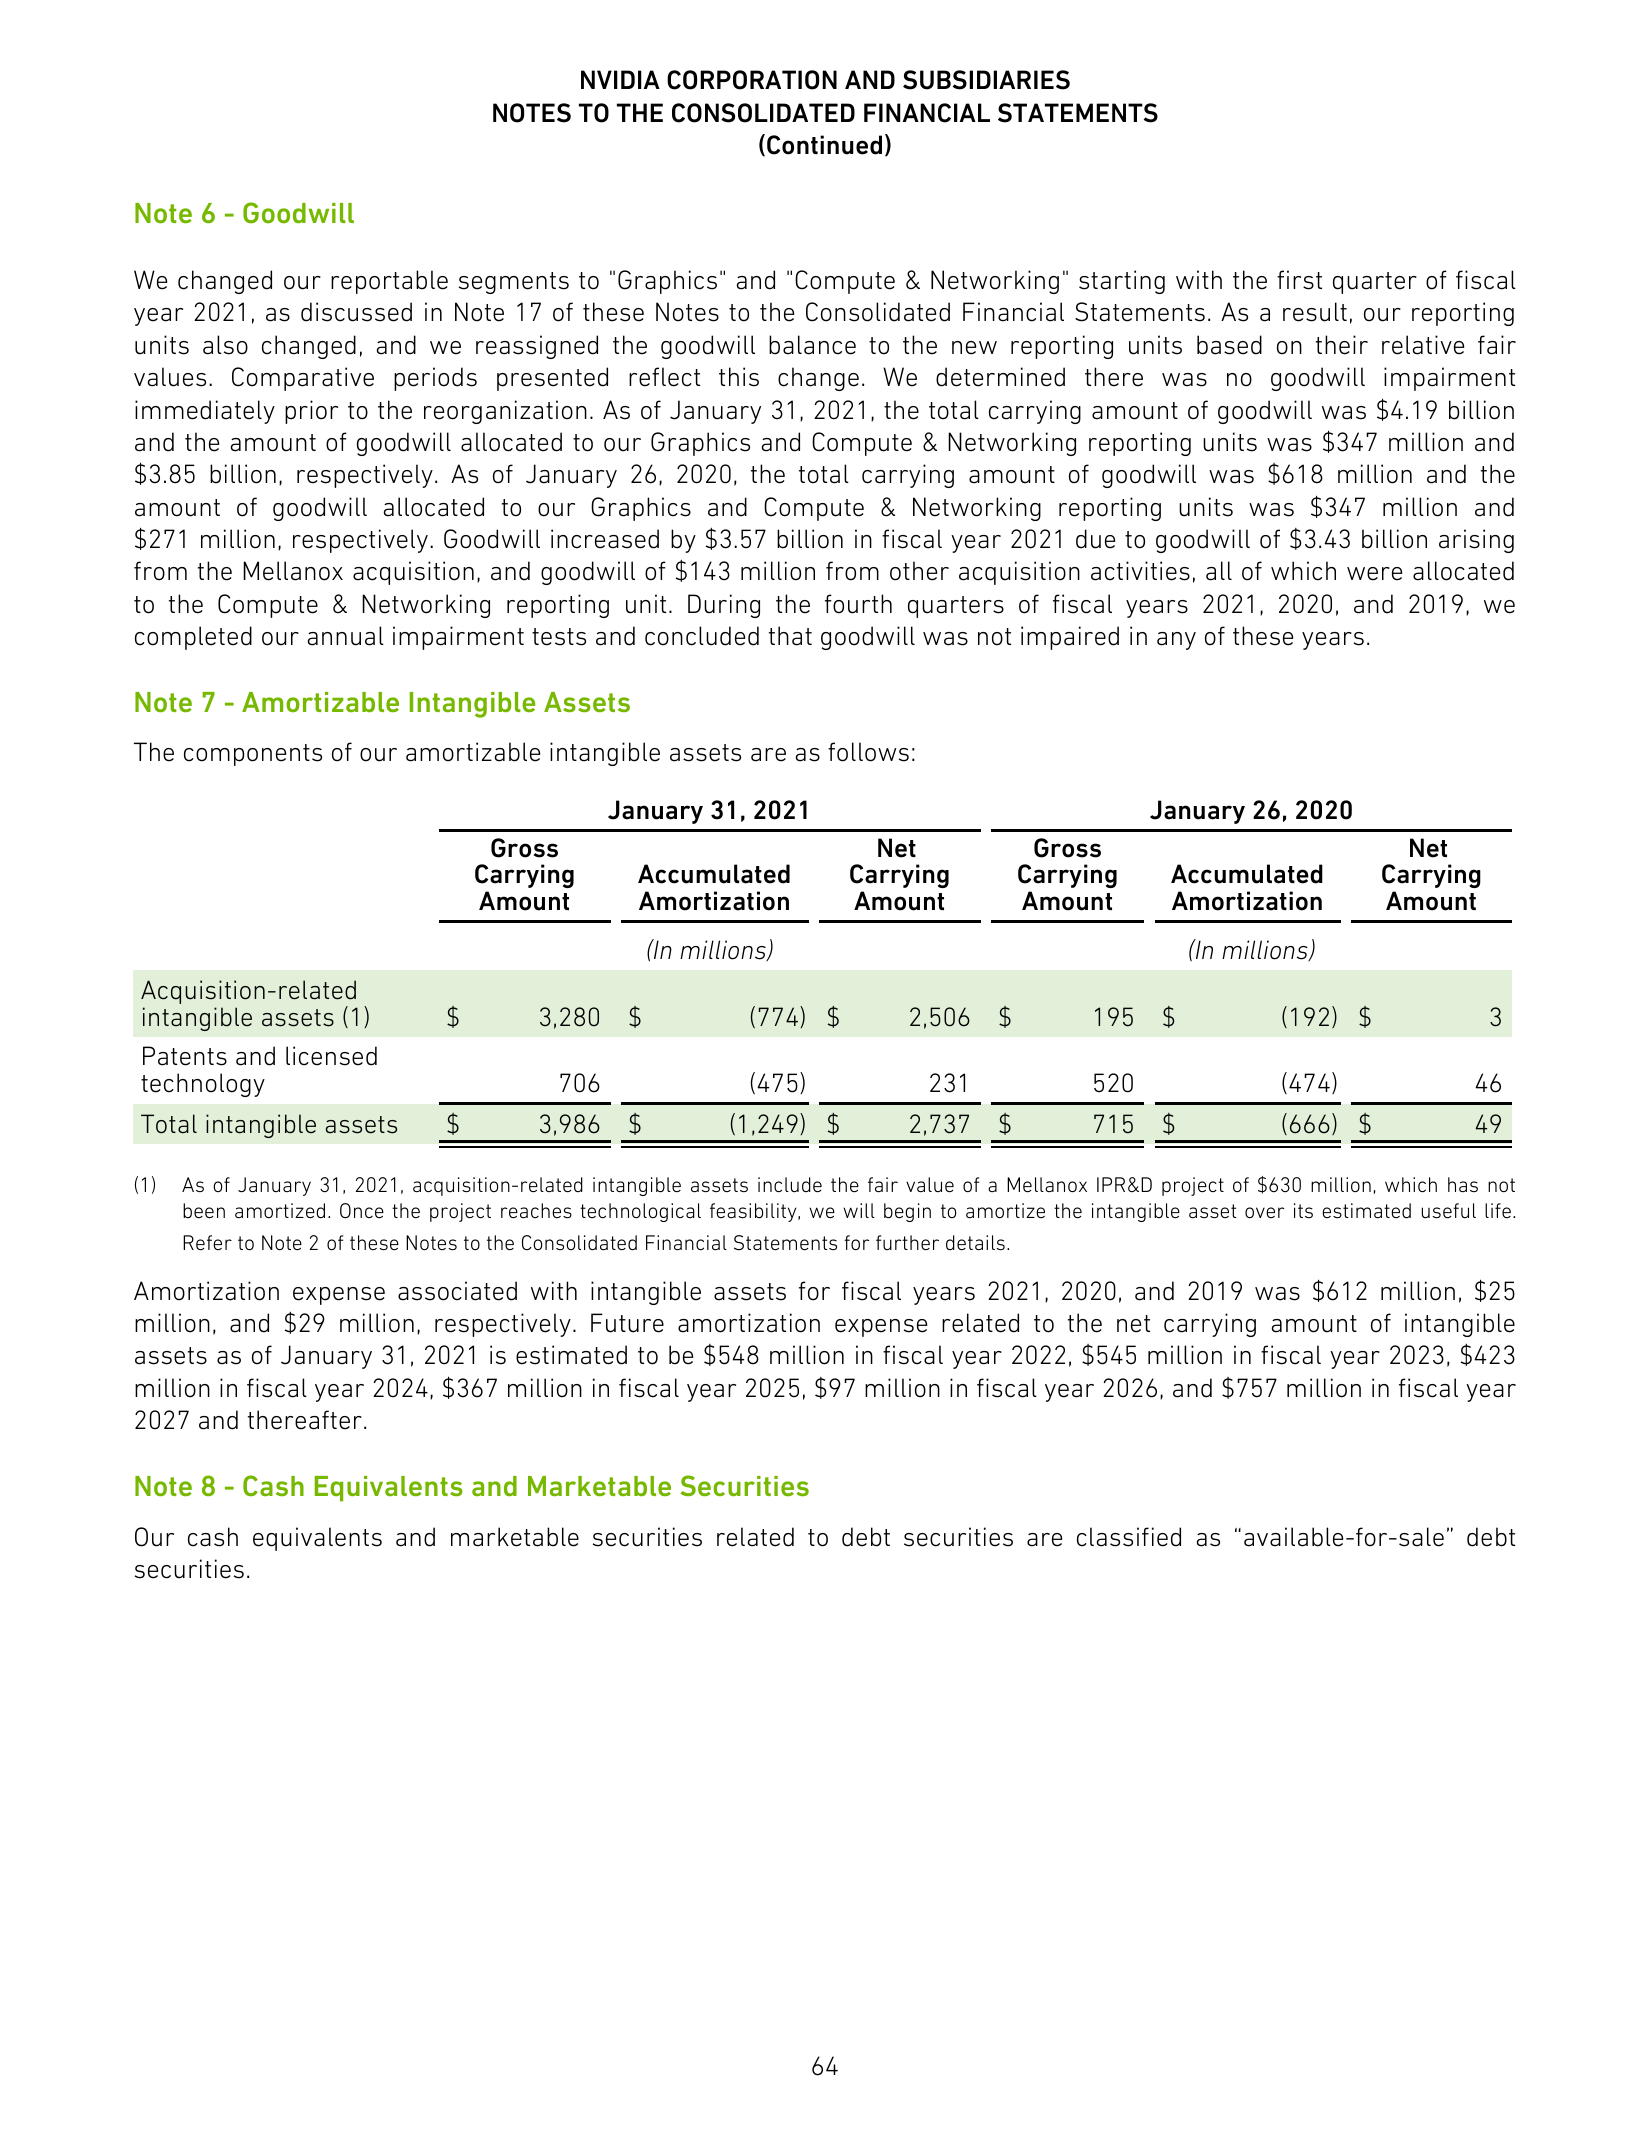 NVIDIA CORPORATION AND SUBSIDIARIES
NOTES TO THE CONSOLIDATED FINANCIAL STATEMENTS
(Continued)
Note 6 - Goodwill
We changed our reportable segments to "Graphics" and "Compute & Networking" starting with the first quarter of fiscal
year 2021, as discussed in Note 17 of these Notes to the Consolidated Financial Statements. As a result, our reporting
units also changed, and we reassigned the goodwill balance to the new reporting units based on their relative fair
values. Comparative periods presented reflect this change. We determined there was no goodwill impairment
immediately prior to the reorganization. As of January 31, 2021, the total carrying amount of goodwill was $4.19 billion
and the amount of goodwill allocated to our Graphics and Compute & Networking reporting units was $347 million and
$3.85 billion, respectively. As of January 26, 2020, the total carrying amount of goodwill was $618 million and the
amount of goodwill allocated to our Graphics and Compute & Networking reporting units was $347 million and
$271 million, respectively. Goodwill increased by $3.57 billion in fiscal year 2021 due to goodwill of $3.43 billion arising
from the Mellanox acquisition, and goodwill of $143 million from other acquisition activities, all of which were allocated
to the Compute & Networking reporting unit. During the fourth quarters of fiscal years 2021, 2020, and 2019, we
completed our annual impairment tests and concluded that goodwill was not impaired in any of these years.
Note 7 - Amortizable Intangible Assets
The components of our amortizable intangible assets are as follows:
January 31, 2021 January 26, 2020
Gross Net Gross Net
Carrying Accumulated Carrying Carrying Accumulated Carrying
Amount Amortization Amount Amount Amortization Amount
(In millions) (In millions)
Acquisition-related
intangible assets (1) $ 3,280 $ (774) $ 2,506 $ 195 $ (192) $ 3
Patents and licensed
technology 706 (475) 231 520 (474) 46
Total intangible assets $ 3,986 $ (1,249) $ 2,737 $ 715 $ (666) $ 49
(1) As of January 31, 2021, acquisition-related intangible assets include the fair value of a Mellanox IPR&D project of $630 million, which has not
been amortized. Once the project reaches technological feasibility, we will begin to amortize the intangible asset over its estimated useful life.
Refer to Note 2 of these Notes to the Consolidated Financial Statements for further details.
Amortization expense associated with intangible assets for fiscal years 2021, 2020, and 2019 was $612 million, $25
million, and $29 million, respectively. Future amortization expense related to the net carrying amount of intangible
assets as of January 31, 2021 is estimated to be $548 million in fiscal year 2022, $545 million in fiscal year 2023, $423
million in fiscal year 2024, $367 million in fiscal year 2025, $97 million in fiscal year 2026, and $757 million in fiscal year
2027 and thereafter.
Note 8 - Cash Equivalents and Marketable Securities
Our cash equivalents and marketable securities related to debt securities are classified as “available-for-sale” debt
securities.
64